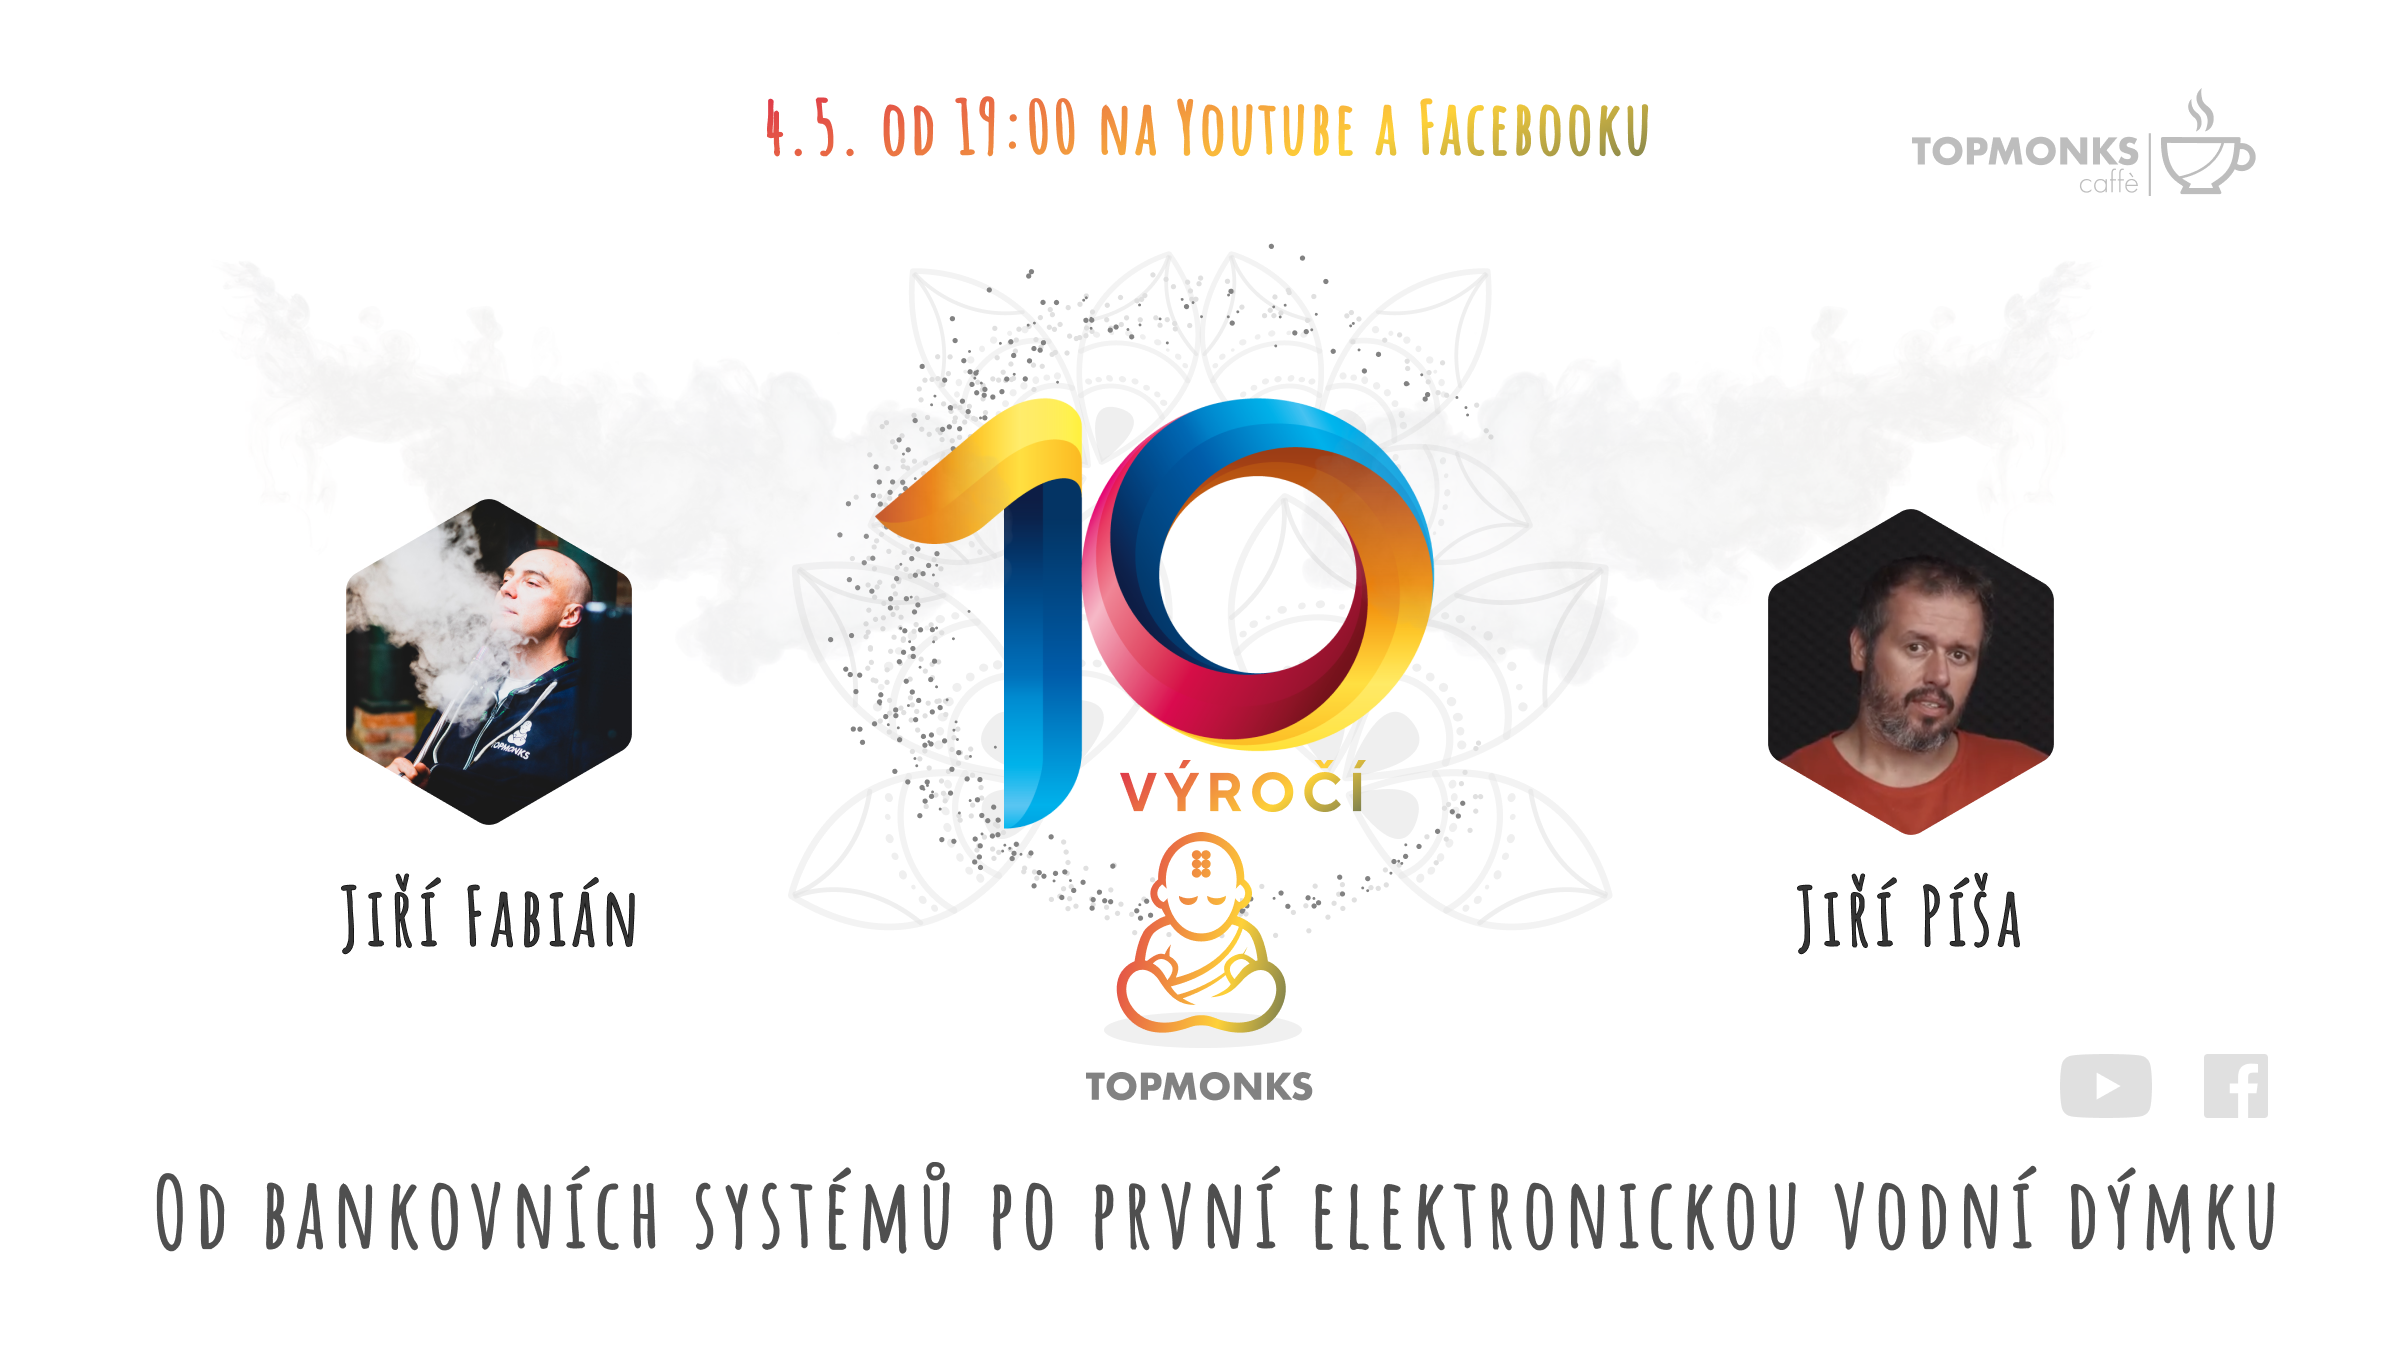 4.5. od 19:00 na Youtube a Facebooku
TOPMONKS
caffè
10
VÝROČÍ
TOPMONKS
Jiří Fabián
Jiří Píša
TOPMONKS
Od bankovních systémů po první elektronickou vodní dýmku